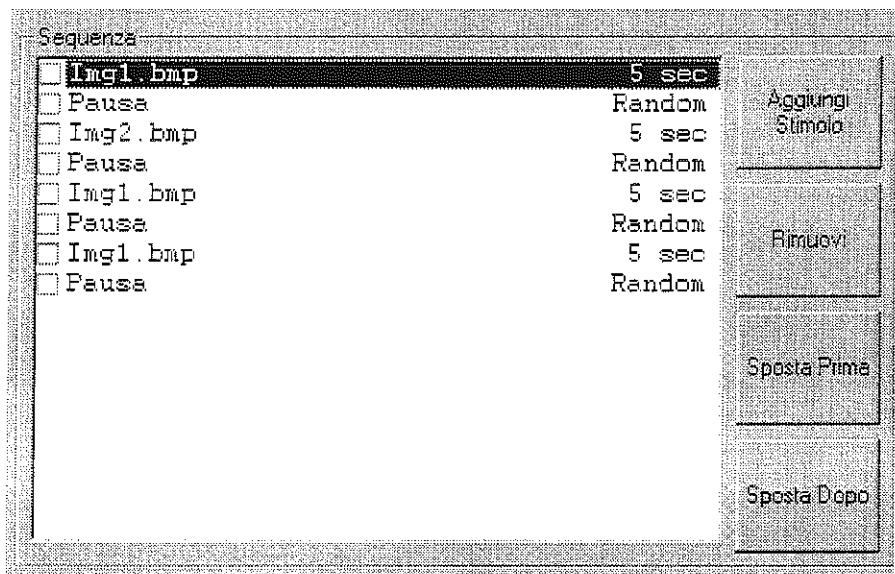 Sequenza
Img1.bmp 5 sec
Pausa Random
Img2.bmp 5 sec
Pausa Random
Img1.bmp 5 sec
Pausa Random
Img1.bmp 5 sec
Pausa Random
Aggiungi
Stimolo
Rimuovi
Sposta Prima
Sposta Dopo